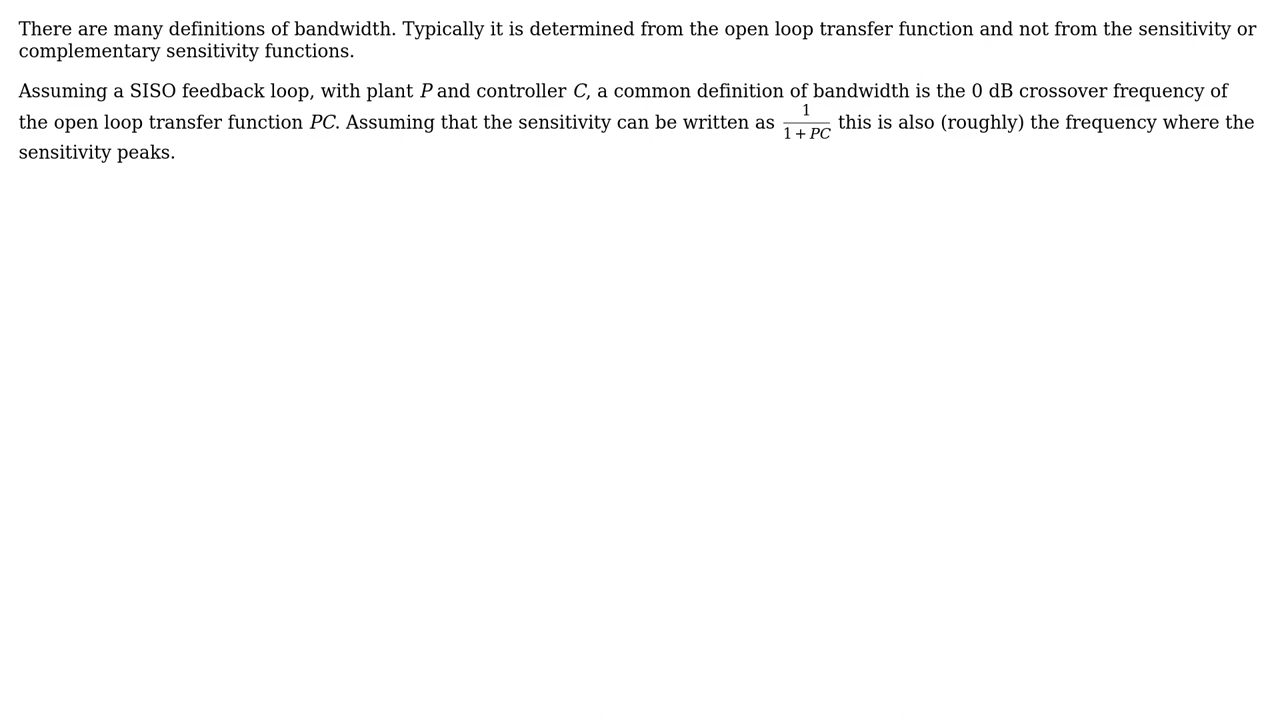 There are many definitions of bandwidth. Typically it is determined from the open loop transfer function and not from the sensitivity or
complementary sensitivity functions.
Assuming a SISO feedback loop, with plant P and controller C, a common definition of bandwidth is the 0 dB crossover frequency of
the open loop transfer function PC. Assuming that the sensitivity can be written as \frac{1}{1+PC} this is also (roughly) the frequency where the
sensitivity peaks.